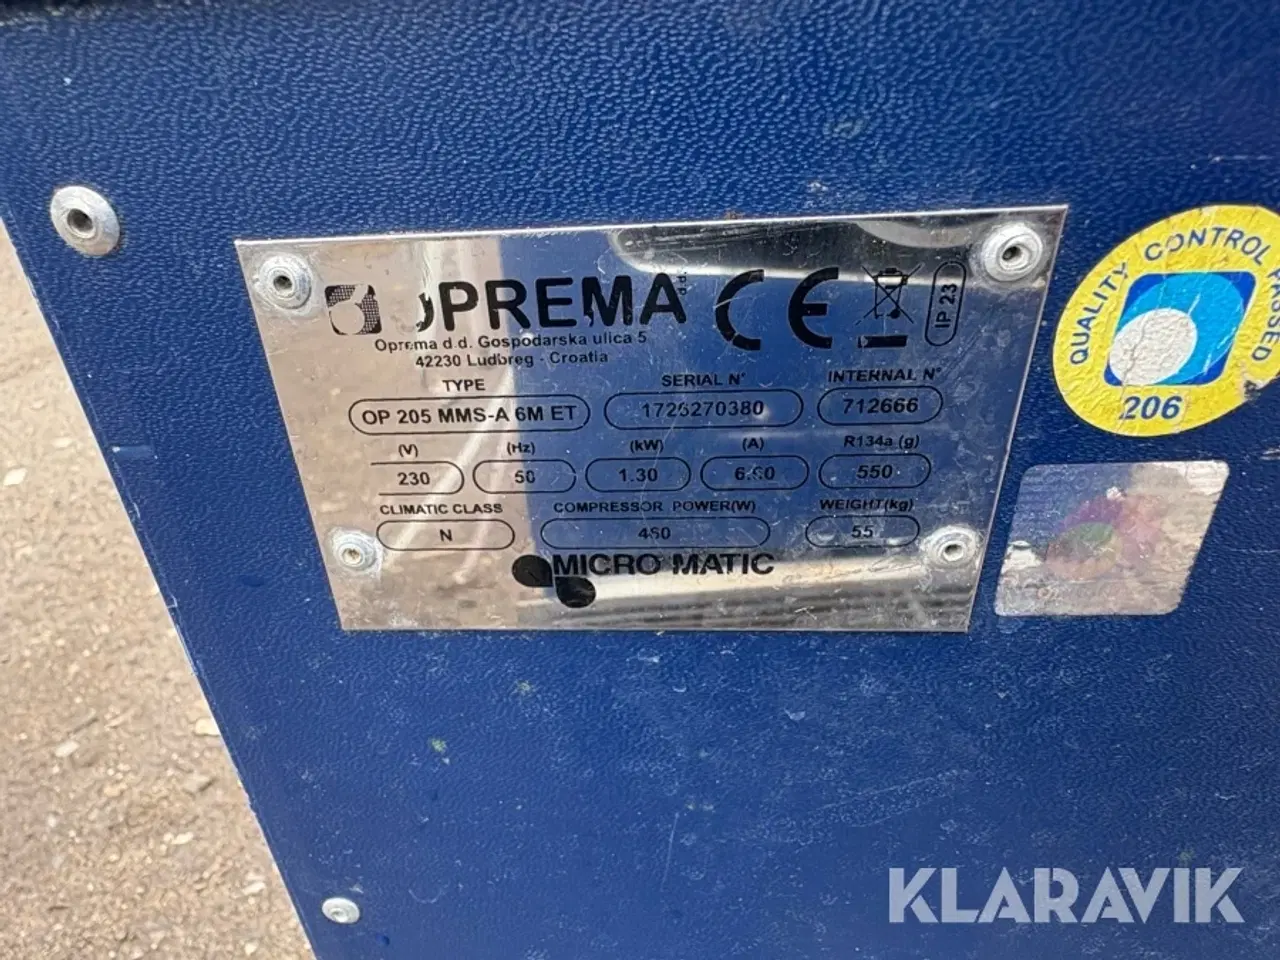 OPREMA d.d.
IP 23
Oprema d.d. Gospodarska ulica 5
42230 Ludbreg - Croatia
TYPE SERIAL N° INTERNAL N°
OP 205 MMS-A 6M ET 1726270380 712666
(V) (Hz) (kW) (A) R134a (g)
230 50 1.30 550
CLIMATIC CLASS COMPRESSOR POWER(W) WEIGHT(kg)
N 55
MICRO MATIC
QUALITY CONTROL PASSED
206
KLARAVIK